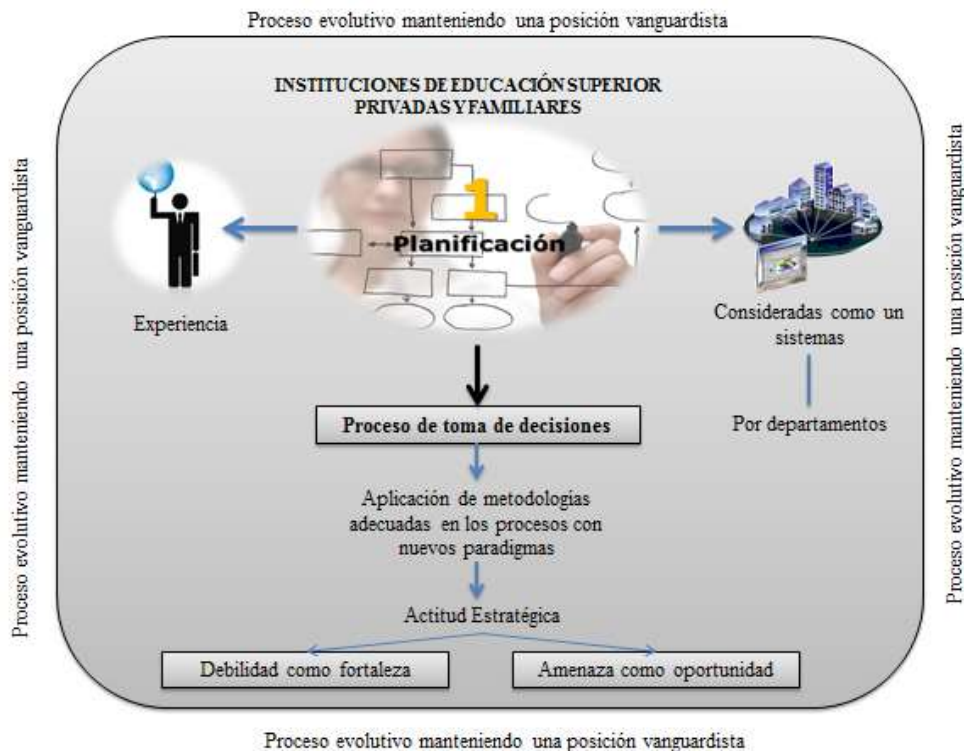 Proceso evolutivo manteniendo una posición vanguardista
INSTITUCIONES DE EDUCACIÓN SUPERIOR
PRIVADAS Y FAMILIARES
1
Planificación
Experiencia
Consideradas como un
sistemas
Por departamentos
Proceso de toma de decisiones
Aplicación de metodologías
adecuadas en los procesos con
nuevos paradigmas
Actitud Estratégica
Debilidad como fortaleza
Amenaza como oportunidad
Proceso evolutivo manteniendo una posición vanguardista
Proceso evolutivo manteniendo una posición vanguardista
Proceso evolutivo manteniendo una posición vanguardista